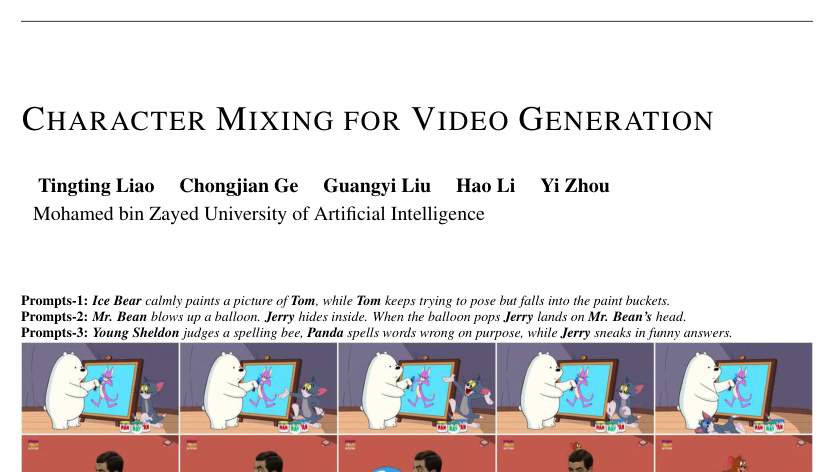 CHARACTER MIXING FOR VIDEO GENERATION
Tingting Liao Chongjian Ge Guangyi Liu Hao Li Yi Zhou
Mohamed bin Zayed University of Artificial Intelligence
Prompts-1: Ice Bear calmly paints a picture of Tom, while Tom keeps trying to pose but falls into the paint buckets.
Prompts-2: Mr. Bean blows up a balloon. Jerry hides inside. When the balloon pops Jerry lands on Mr. Bean's head.
Prompts-3: Young Sheldon judges a spelling bee, Panda spells words wrong on purpose, while Jerry sneaks in funny answers.